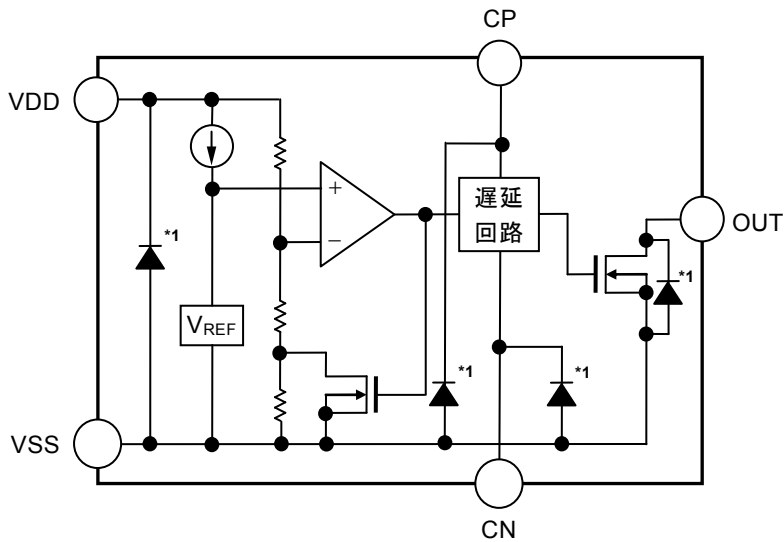 CP
VDD
*1
+
−
遅延
回路
OUT
*1
VREF
*1
*1
VSS
CN